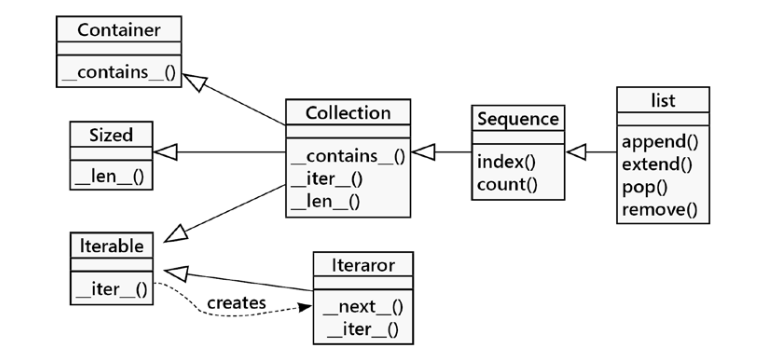 Container
__contains__()
Sized
__len__()
Iterable
__iter__()
creates
Collection
__contains__()
__iter__()
__len__()
Iteraror
__next__()
__iter__()
Sequence
index()
count()
list
append()
extend()
pop()
remove()